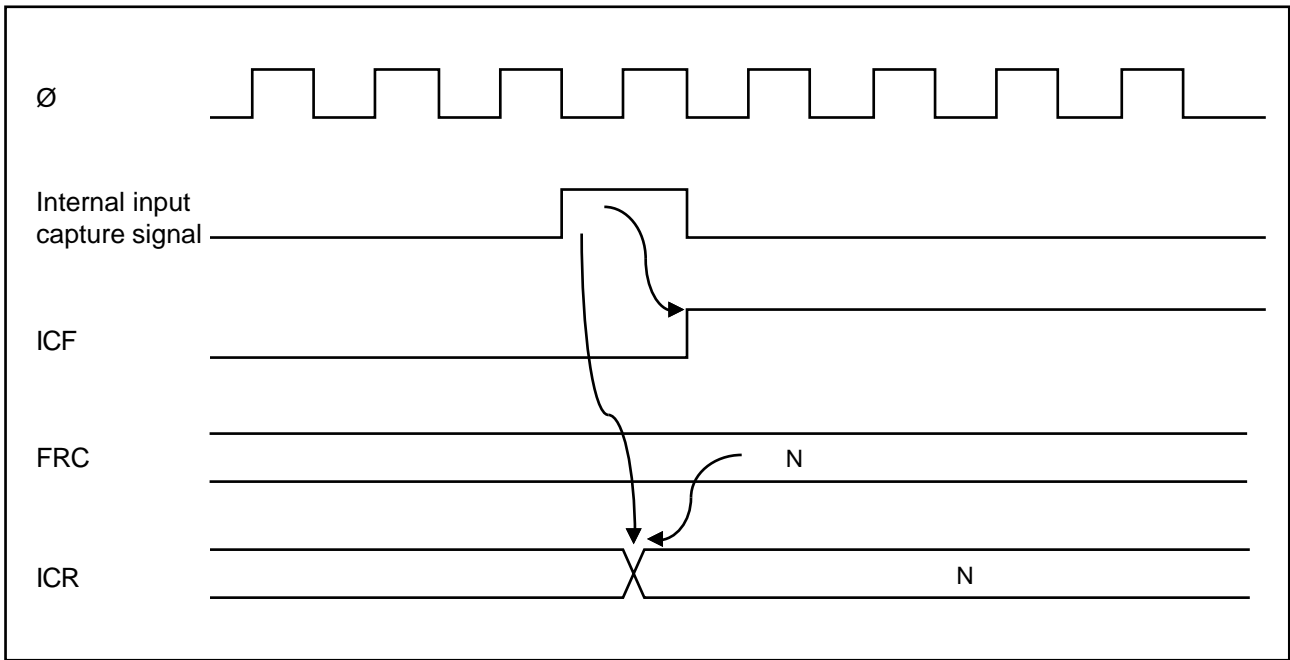 Ø
Internal input
capture signal
ICF
FRC
N
ICR
N